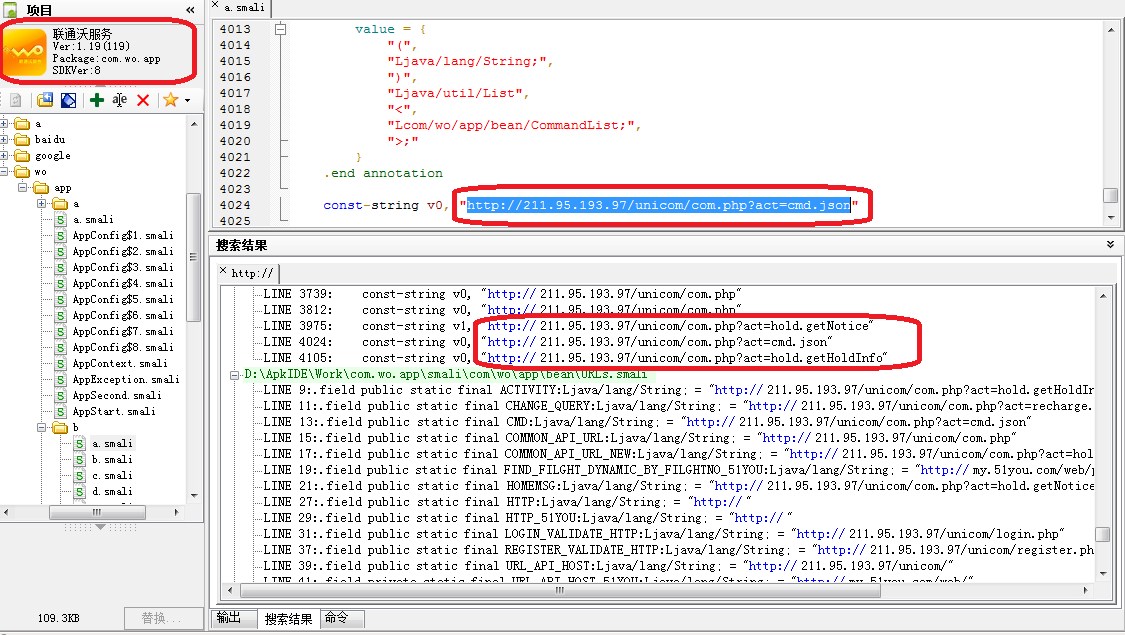 项目
«
联通沃服务
Ver:1.19(119)
Package:com.wo.app
SDKVer:8
a
baidu
google
wo
app
a
a.smali
AppConfig$1.smali
AppConfig$2.smali
AppConfig$3.smali
AppConfig$4.smali
AppConfig$5.smali
AppConfig$6.smali
AppConfig$7.smali
AppConfig$8.smali
AppContext.smali
AppException.smali
AppSecond.smali
AppStart.smali
b
a.smali
b.smali
c.smali
d.smali
109.3KB
替换...
× a.smali
4013 value = {
4014 "(",
4015 "Ljava/lang/String;",
4016 ")",
4017 "Ljava/util/List",
4018 "<",
4019 "Lcom/wo/app/bean/CommandList;",
4020 ">;"
4021 }
4022 .end annotation
4023
4024 const-string v0, "http://211.95.193.97/unicom/com.php?act=cmd.json"
4025
搜索结果
× http://
LINE 3739: const-string v0, "http://211.95.193.97/unicom/com.php"
LINE 3812: const-string v0, "http://211.95.193.97/unicom/com.php"
LINE 3975: const-string v1, "http://211.95.193.97/unicom/com.php?act=hold.getNotice"
LINE 4024: const-string v0, "http://211.95.193.97/unicom/com.php?act=cmd.json"
LINE 4105: const-string v0, "http://211.95.193.97/unicom/com.php?act=hold.getHoldInfo"
D:\ApkIDE\Work\com.wo.app\smali\com\wo\app\bean\URLs.smali
LINE 9:.field public static final ACTIVITY:Ljava/lang/String; = "http://211.95.193.97/unicom/com.php?act=hold.getHoldIn
LINE 11:.field public static final CHANGE_QUERY:Ljava/lang/String; = "http://211.95.193.97/unicom/com.php?act=recharge.
LINE 13:.field public static final CMD:Ljava/lang/String; = "http://211.95.193.97/unicom/com.php?act=cmd.json"
LINE 15:.field public static final COMMON_API_URL:Ljava/lang/String; = "http://211.95.193.97/unicom/com.php"
LINE 17:.field public static final COMMON_API_URL_NEW:Ljava/lang/String; = "http://211.95.193.97/unicom/com.php?act=hol
LINE 19:.field public static final FIND_FILGHT_DYNAMIC_BY_FILGHTNO_51YOU:Ljava/lang/String; = "http://my.51you.com/web/p
LINE 21:.field public static final HOMEMSG:Ljava/lang/String; = "http://211.95.193.97/unicom/com.php?act=hold.getNotice
LINE 27:.field public static final HTTP:Ljava/lang/String; = "http://"
LINE 29:.field public static final HTTP_51YOU:Ljava/lang/String; = "http://"
LINE 31:.field public static final LOGIN_VALIDATE_HTTP:Ljava/lang/String; = "http://211.95.193.97/unicom/login.php"
LINE 37:.field public static final REGISTER_VALIDATE_HTTP:Ljava/lang/String; = "http://211.95.193.97/unicom/register.ph
LINE 39:.field public static final URL_API_HOST:Ljava/lang/String; = "http://211.95.193.97/unicom/"
LINE 41:.field private static final URL_API_HOST_51YOU:Ljava/lang/String; = "http://my.51you.com/web/"
输出 搜索结果 命令